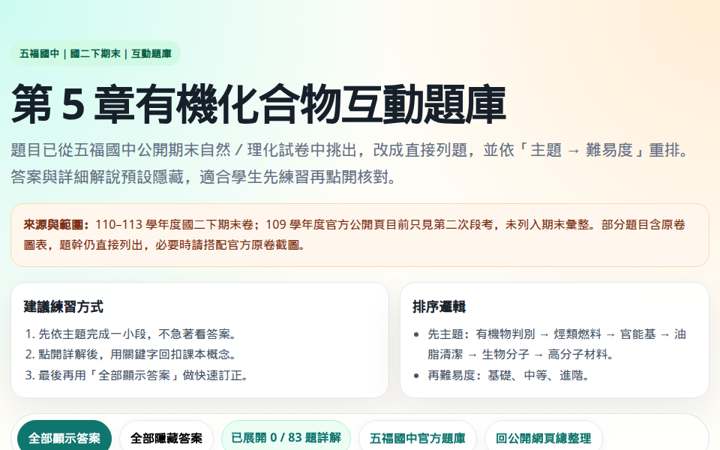 五福國中｜國二下期末｜互動題庫
第 5 章有機化合物互動題庫
題目已從五福國中公開期末自然 / 理化試卷中挑出，改成直接列題，並依「主題 → 難易度」重排。
答案與詳細解說預設隱藏，適合學生先練習再點開核對。
來源與範圍：110–113 學年度國二下期末卷；109 學年度官方公開頁目前只見第二次段考，未列入期末彙整。部分題目含原卷
圖表，題幹仍直接列出，必要時請搭配官方原卷截圖。
建議練習方式
1. 先依主題完成一小段，不急著看答案。
2. 點開詳解後，用關鍵字回扣課本概念。
3. 最後再用「全部顯示答案」做快速訂正。
排序邏輯
• 先主題：有機物判別 → 烴類燃料 → 官能基 → 油
脂清潔 → 生物分子 → 高分子材料。
• 再難易度：基礎、中等、進階。
全部顯示答案 全部隱藏答案 已展開 0 / 83 題詳解 五福國中官方題庫 回公開網頁總整理